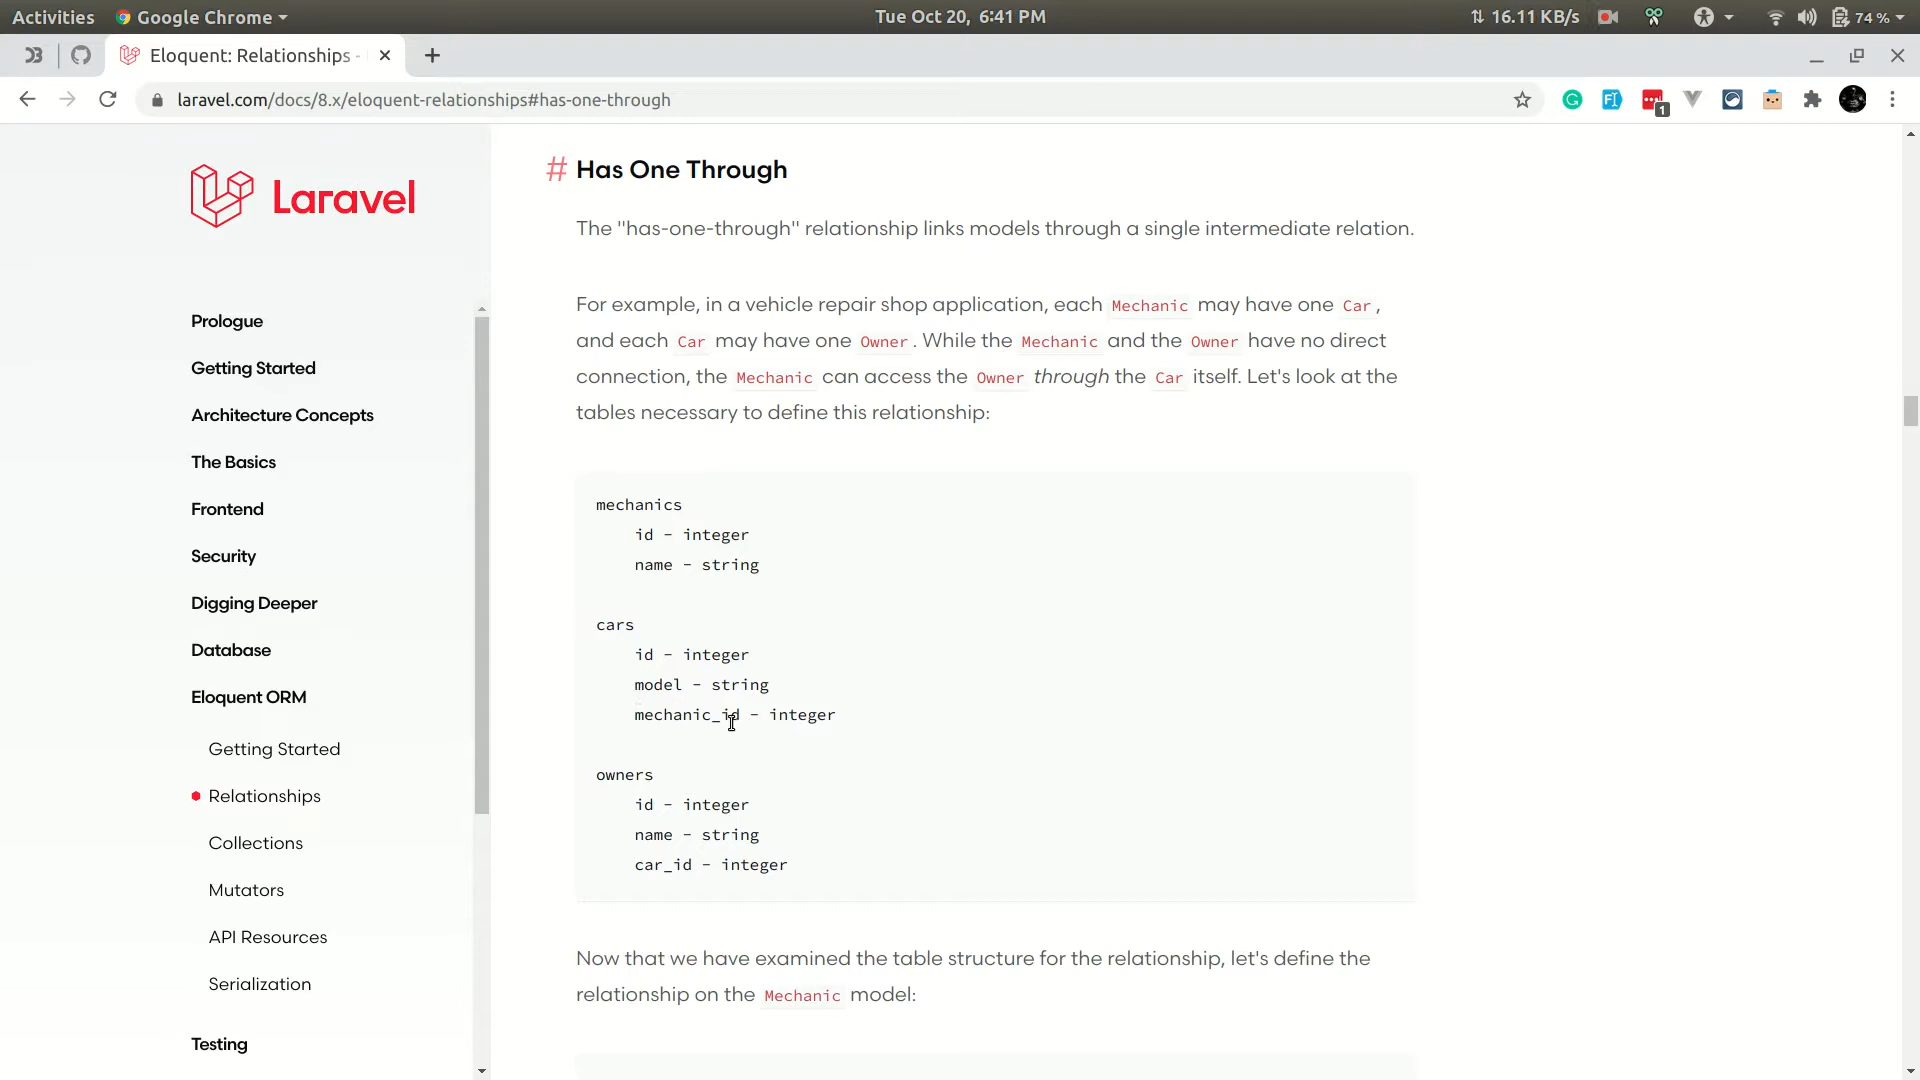 Activities Google Chrome Tue Oct 20, 6:41 PM 16.11 KB/s 74 %
Eloquent: Relationships -
laravel.com/docs/8.x/eloquent-relationships#has-one-through 1
Laravel
Prologue
Getting Started
Architecture Concepts
The Basics
Frontend
Security
Digging Deeper
Database
Eloquent ORM
Getting Started
Relationships
Collections
Mutators
API Resources
Serialization
Testing
# Has One Through
The "has-one-through" relationship links models through a single intermediate relation.
For example, in a vehicle repair shop application, each Mechanic may have one Car,
and each Car may have one Owner. While the Mechanic and the Owner have no direct
connection, the Mechanic can access the Owner through the Car itself. Let's look at the
tables necessary to define this relationship:
mechanics
id - integer
name - string
cars
id - integer
model - string
mechanic_id - integer
owners
id - integer
name - string
car_id - integer
Now that we have examined the table structure for the relationship, let's define the
relationship on the Mechanic model: